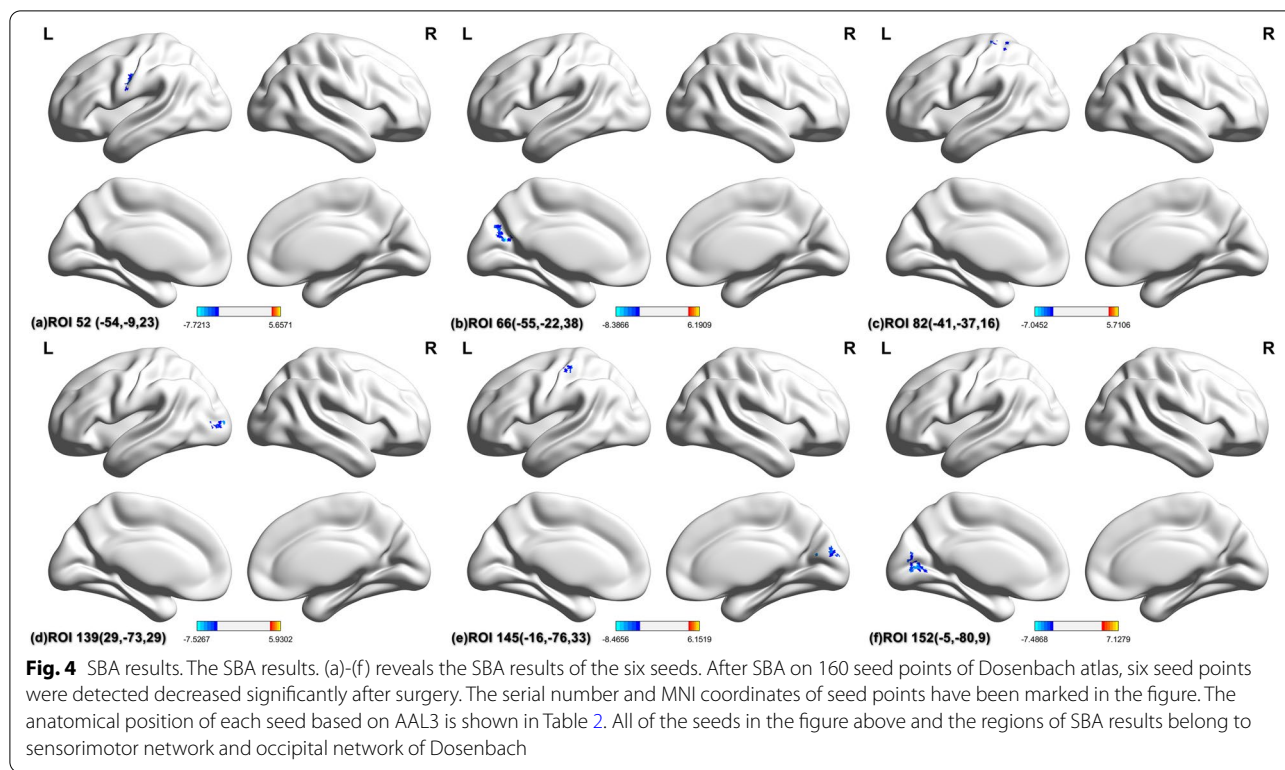 L R L R L R
(a)ROI 52 (-54,-9,23) -7.7213 5.6571 (b) ROI 66(-55,-22,38) -8.3866 6.1909 (c) ROI 82(-41,-37,16) -7.0452 5.7106
L R L R L R
(d)ROI 139(29,-73,29) -7.5267 5.9302 (e) ROI 145(-16,-76,33) -8.4656 6.1519 (f) ROI 152(-5,-80,9) -7.4868 7.1279
Fig. 4 SBA results. The SBA results. (a)-(f) reveals the SBA results of the six seeds. After SBA on 160 seed points of Dosenbach atlas, six seed points
were detected decreased significantly after surgery. The serial number and MNI coordinates of seed points have been marked in the figure. The
anatomical position of each seed based on AAL3 is shown in Table 2. All of the seeds in the figure above and the regions of SBA results belong to
sensorimotor network and occipital network of Dosenbach